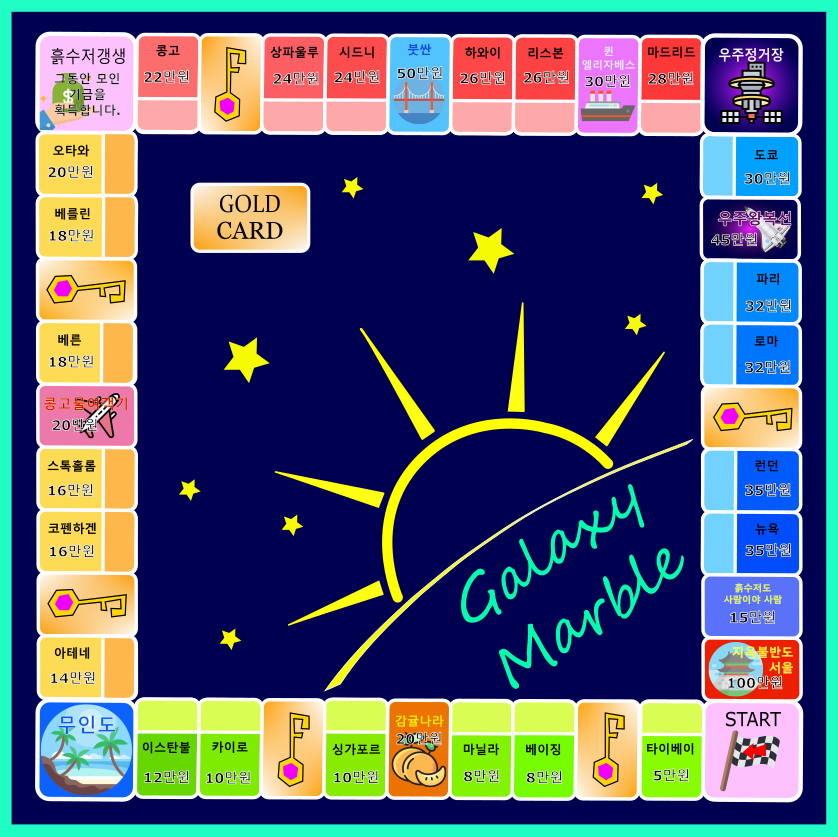 흙수저갱생
그동안 모인
기금을
획득합니다.
콩고
22만원
상파울루
24만원
시드니
24만원
붓싼
50만원
하와이
26만원
리스본
26만원
퀸
엘리자베스
30만원
마드리드
28만원
우주정거장
오타와
20만원
베를린
18만원
베른
18만원
콩고물여객기
20만원
스톡홀롬
16만원
코펜하겐
16만원
아테네
14만원
GOLD
CARD
Galaxy
Marble
도쿄
30만원
우주왕복선
45만원
파리
32만원
로마
32만원
런던
35만원
뉴욕
35만원
흙수저도
사람이야 사람
15만원
지옥불반도
서울
100만원
무인도
이스탄불
12만원
카이로
10만원
싱가포르
10만원
감귤나라
20만원
마닐라
8만원
베이징
8만원
타이베이
5만원
START